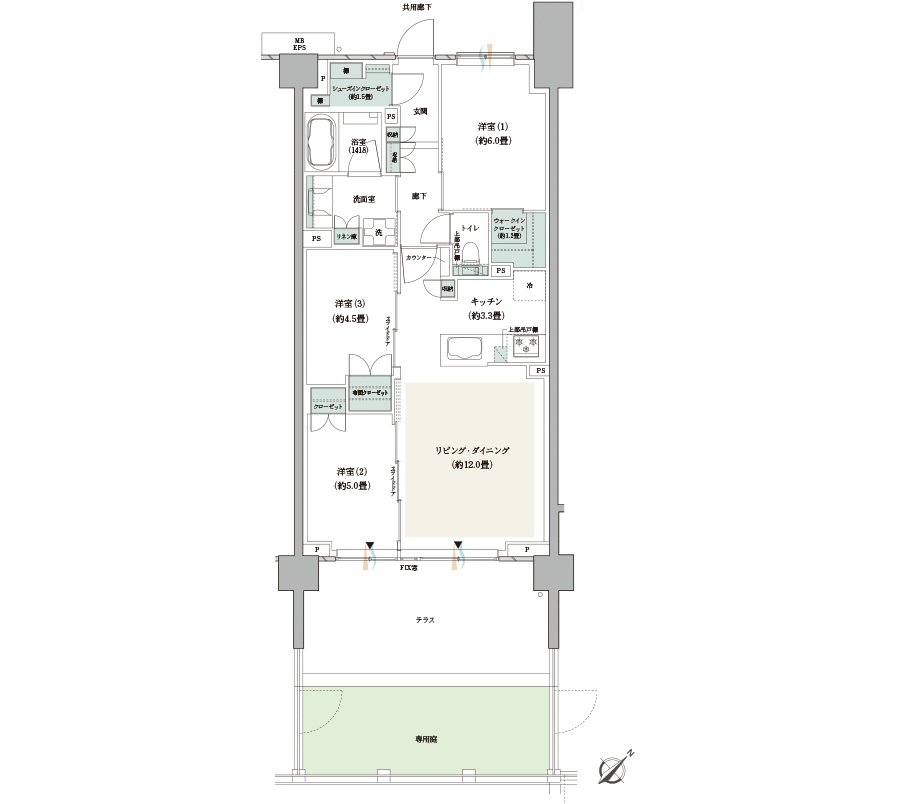 共用廊下
MB
EPS
P
棚
シューズインクローゼット
(約1.5畳)
棚
PS
玄関
洋室(1)
(約6.0畳)
収納
収納
浴室
(1418)
洗面室
廊下
洗
リネン庫
PS
トイレ
上部吊戸棚
ウォークイン
クローゼット
(約1.2畳)
カウンター
PS
収納
冷
キッチン
(約3.3畳)
洋室(3)
(約4.5畳)
スライドドア
上部吊戸棚
PS
布団クローゼット
クローゼット
リビング・ダイニング
(約12.0畳)
洋室(2)
(約5.0畳)
スライドドア
P
P
FIX窓
テラス
専用庭
N